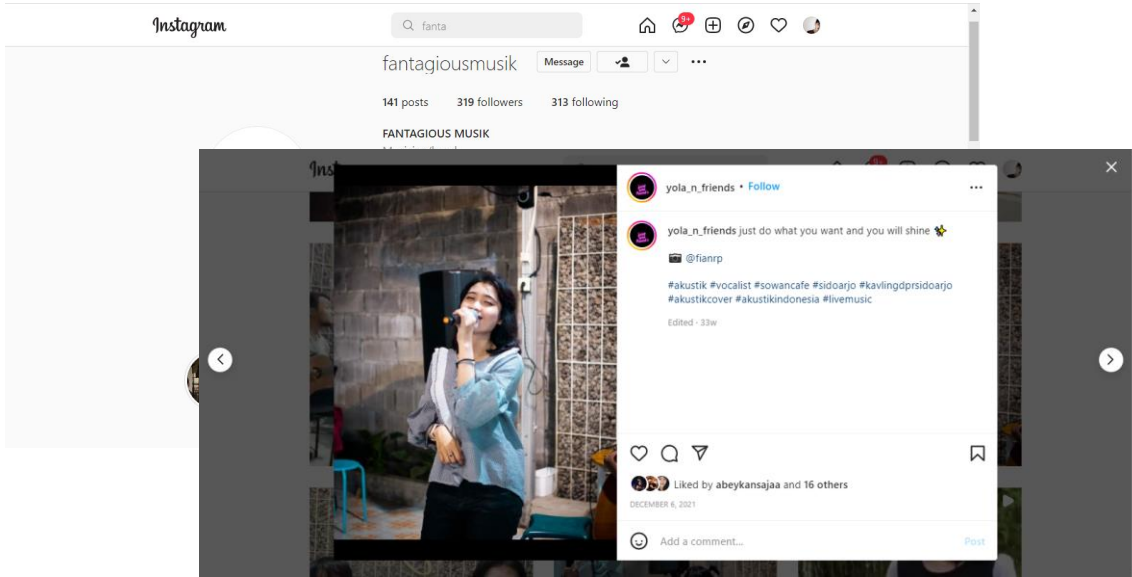 Instagram
fanta
9+
fantagiousmusik Message
141 posts 319 followers 313 following
FANTAGIOUS MUSIK
Ins
yola_n_friends • Follow
yola_n_friends just do what you want and you will shine ✨
📷 @fianrp
#akustik #vocalist #sowancafe #sidoarjo #kavlingdprsidoarjo
#akustikcover #akustikindonesia #livemusic
Edited · 33w
Liked by abeykansajaa and 16 others
DECEMBER 6, 2021
Add a comment... Post